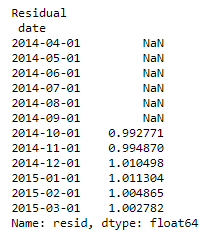 Residual
date
2014-04-01 NaN
2014-05-01 NaN
2014-06-01 NaN
2014-07-01 NaN
2014-08-01 NaN
2014-09-01 NaN
2014-10-01 0.992771
2014-11-01 0.994870
2014-12-01 1.010498
2015-01-01 1.011304
2015-02-01 1.004865
2015-03-01 1.002782
Name: resid, dtype: float64